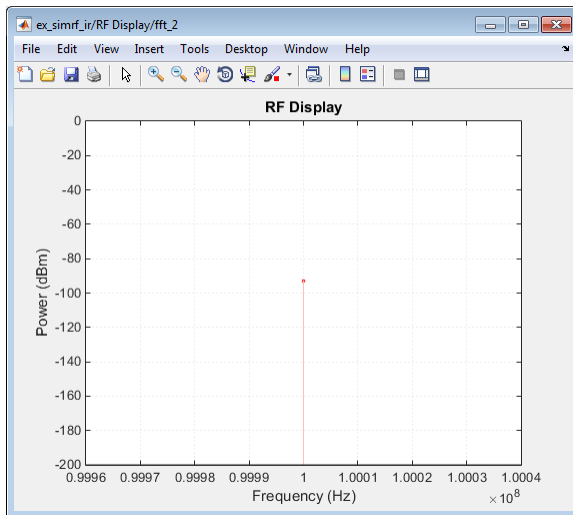 ex_simrf_ir/RF Display/fft_2
File Edit View Insert Tools Desktop Window Help
RF Display
0
-20
-40
-60
-80
-100
-120
-140
-160
-180
-200
Power (dBm)
0.9996 0.9997 0.9998 0.9999 1 1.0001 1.0002 1.0003 1.0004
Frequency (Hz)
×10^8